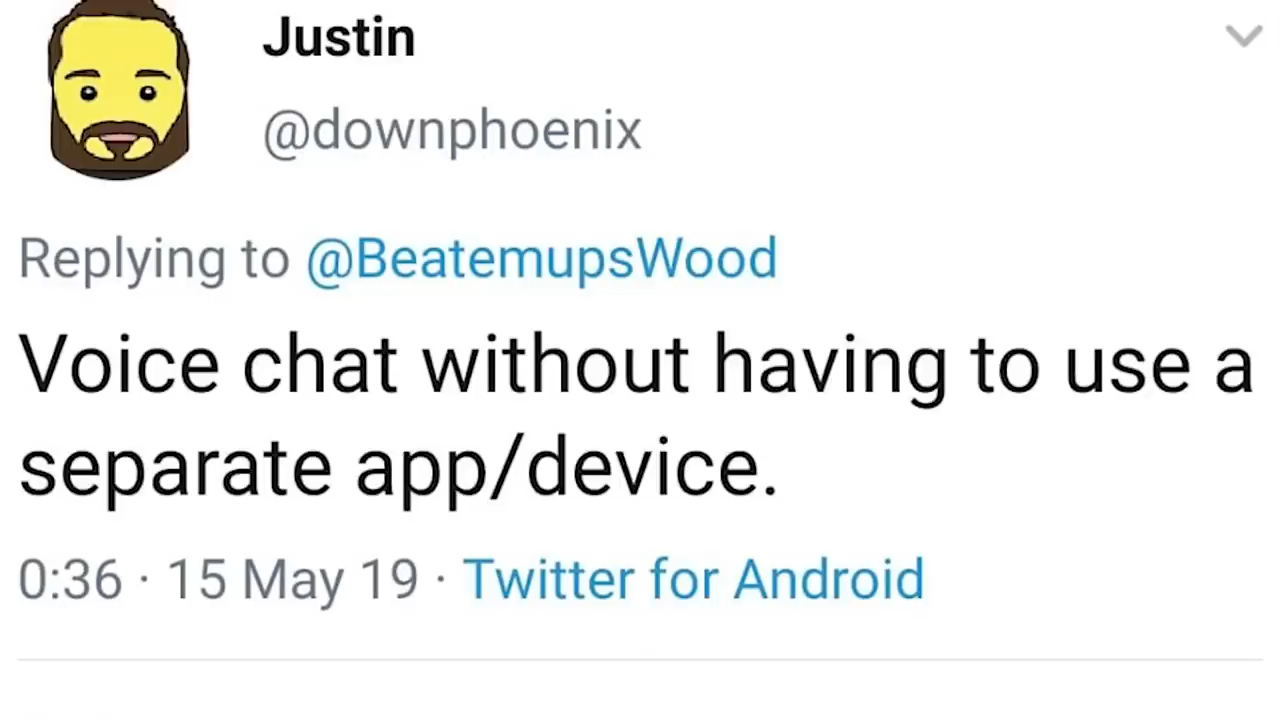 Justin
@downphoenix
Replying to @BeatemupsWood
Voice chat without having to use a
separate app/device.
0:36 · 15 May 19 · Twitter for Android